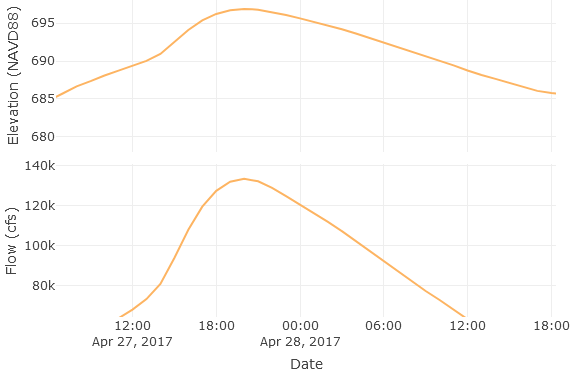 Elevation (NAVD88)
695
690
685
680
Flow (cfs)
140k
120k
100k
80k
12:00 18:00 00:00 06:00 12:00 18:00
Apr 27, 2017 Apr 28, 2017
Date